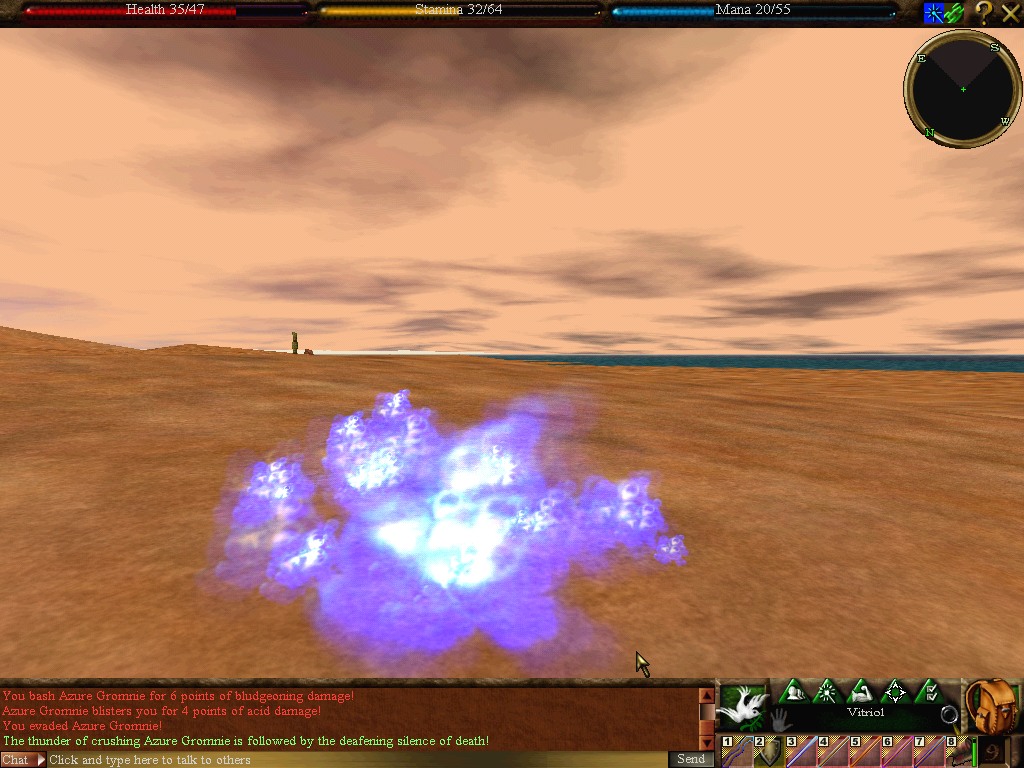 Health 35/47 Stamina 32/64 Mana 20/55
S
E
W
N
You bash Azure Gromnie for 6 points of bludgeoning damage!
Azure Gromnie blisters you for 4 points of acid damage!
You evaded Azure Gromnie!
The thunder of crushing Azure Gromnie is followed by the deafening silence of death!
Vitriol
1 2 3 4 5 6 7 8 9
Chat Click and type here to talk to others Send